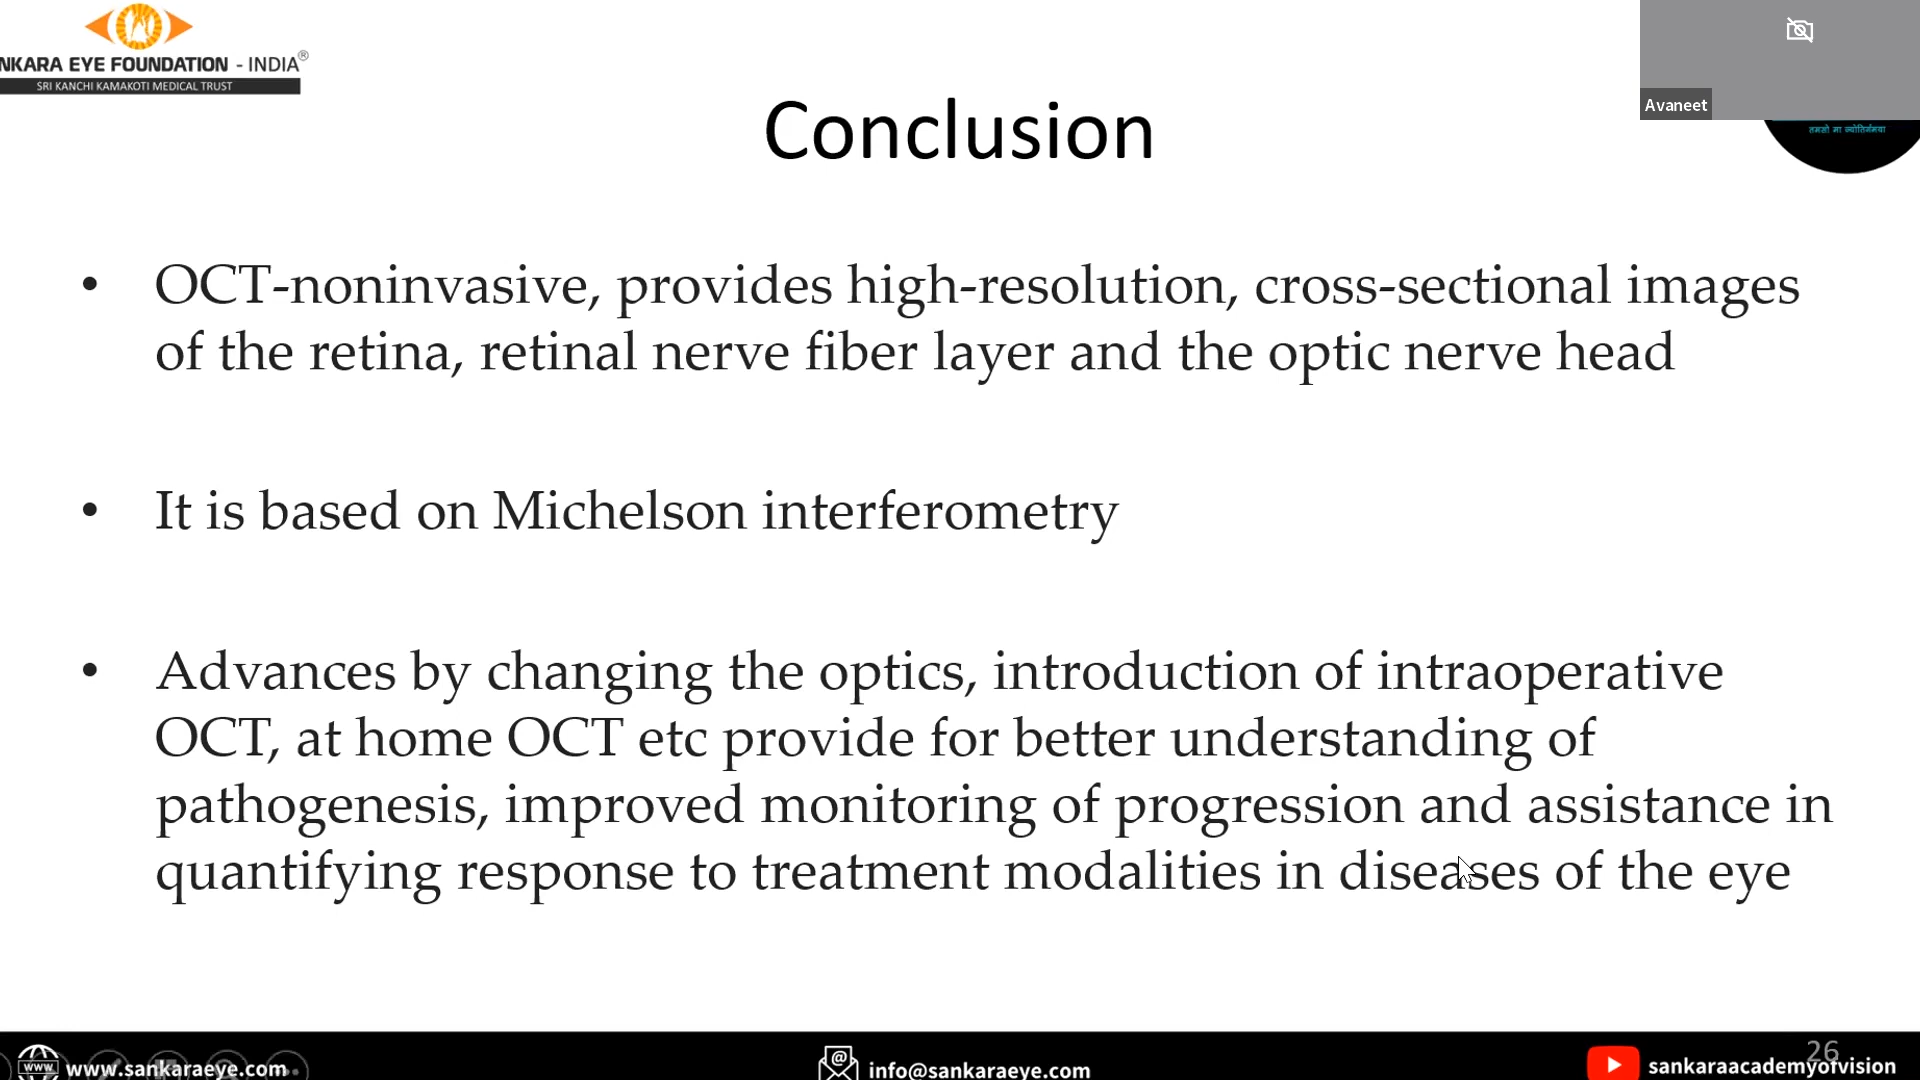 NKARA EYE FOUNDATION - INDIA®
SRI KANCHI KAMAKOTI MEDICAL TRUST
Avaneet
तमसो मा ज्योतिर्गमया
Conclusion
• OCT-noninvasive, provides high-resolution, cross-sectional images
of the retina, retinal nerve fiber layer and the optic nerve head
• It is based on Michelson interferometry
• Advances by changing the optics, introduction of intraoperative
OCT, at home OCT etc provide for better understanding of
pathogenesis, improved monitoring of progression and assistance in
quantifying response to treatment modalities in diseases of the eye
26
www
www.sankaraeye.com
info@sankaraeye.com
sankaraacademyofvision